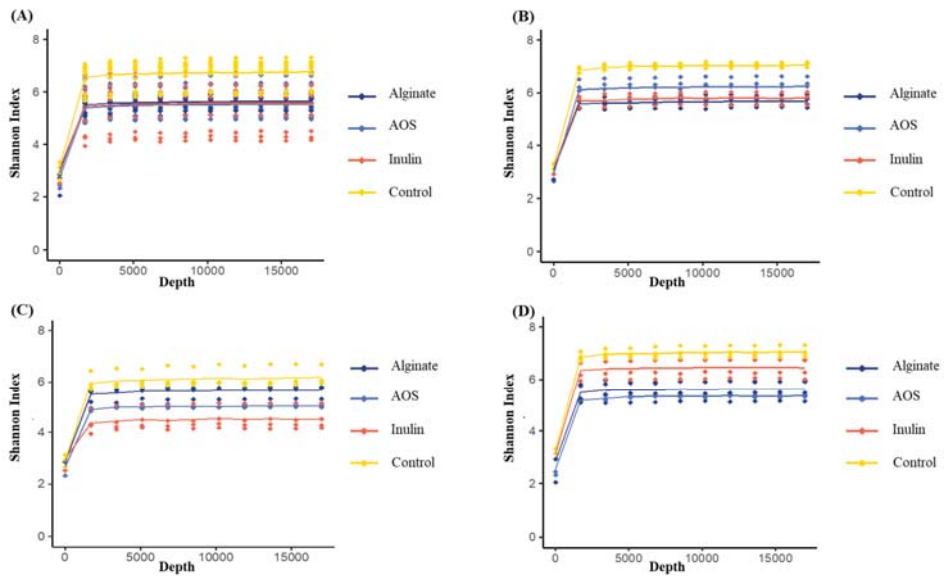 (A)
8
6
4
2
0
Shannon Index
0 5000 10000 15000
Depth
Alginate
AOS
Inulin
Control
(B)
8
6
4
2
0
Shannon Index
0 5000 10000 15000
Depth
Alginate
AOS
Inulin
Control
(C)
8
6
4
2
0
Shannon Index
0 5000 10000 15000
Depth
Alginate
AOS
Inulin
Control
(D)
8
6
4
2
0
Shannon Index
0 5000 10000 15000
Depth
Alginate
AOS
Inulin
Control